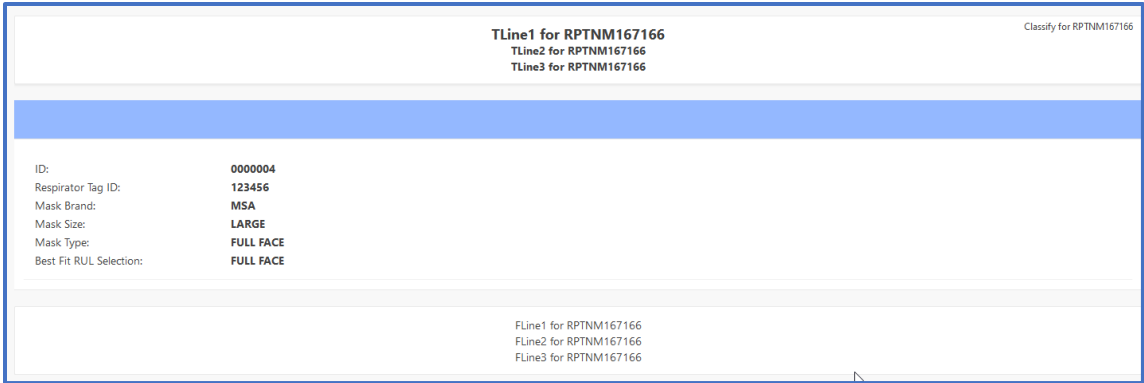 TLine1 for RPTNM167166
Classify for RPTNM167166
TLine2 for RPTNM167166
TLine3 for RPTNM167166
ID: 0000004
Respirator Tag ID: 123456
Mask Brand: MSA
Mask Size: LARGE
Mask Type: FULL FACE
Best Fit RUL Selection: FULL FACE
FLine1 for RPTNM167166
FLine2 for RPTNM167166
FLine3 for RPTNM167166